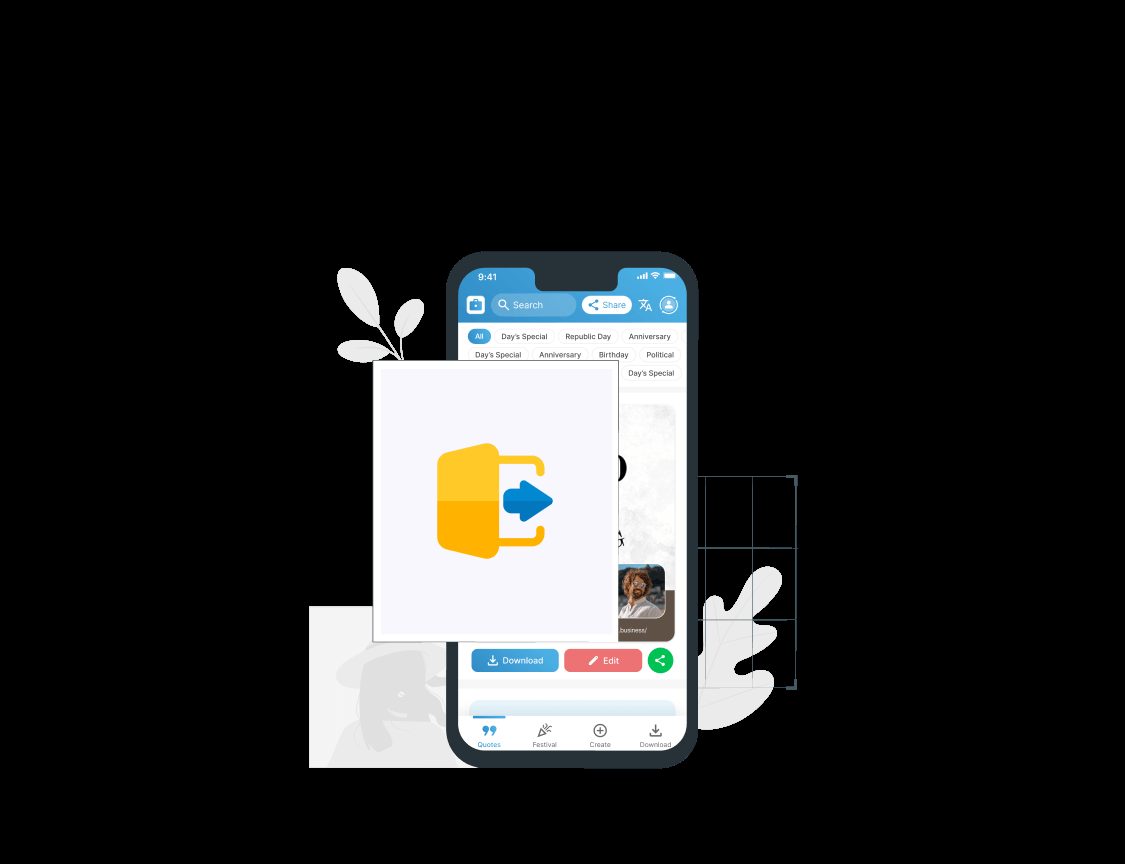 9:41
Search
Share
All Day's Special Republic Day Anniversary
Day's Special Anniversary Birthday Political
Day's Special
.business/
Download Edit
Quotes Festival Create Download